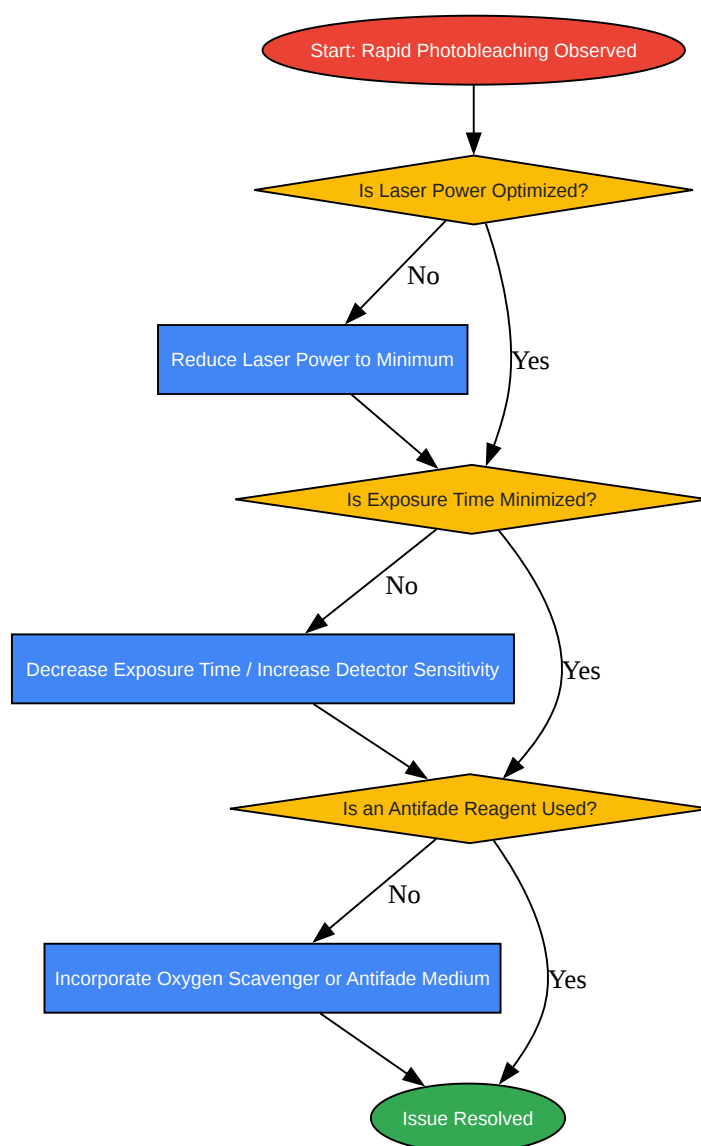 Start: Rapid Photobleaching Observed
Is Laser Power Optimized?
No
Reduce Laser Power to Minimum
Yes
Is Exposure Time Minimized?
No
Decrease Exposure Time / Increase Detector Sensitivity
Yes
Is an Antifade Reagent Used?
No
Incorporate Oxygen Scavenger or Antifade Medium
Yes
Issue Resolved